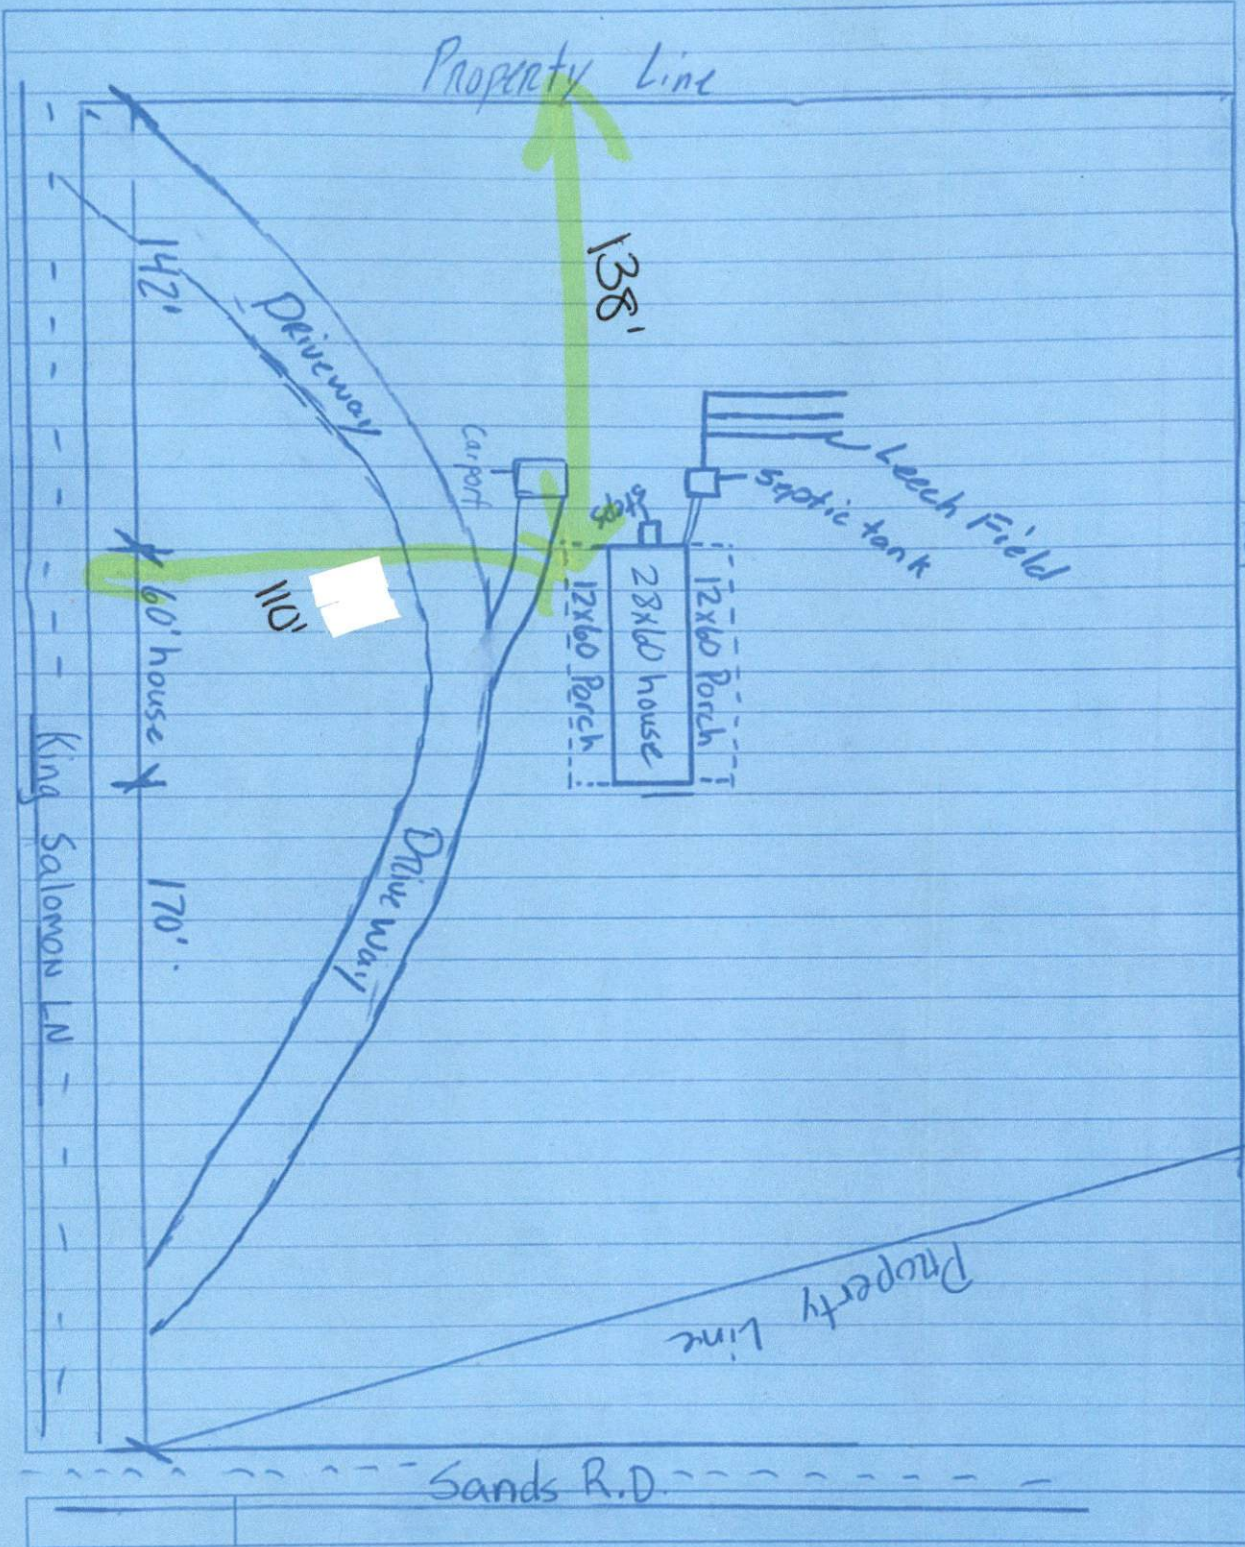 Property Line
138'
142'
Driveway
Carport
steps
Leech Field
septic tank
110'
60' house
12x60 Porch
28x60 house
12x60 Porch
King Salomon LN
170'
Drive Way
Property Line
Sands R.D.